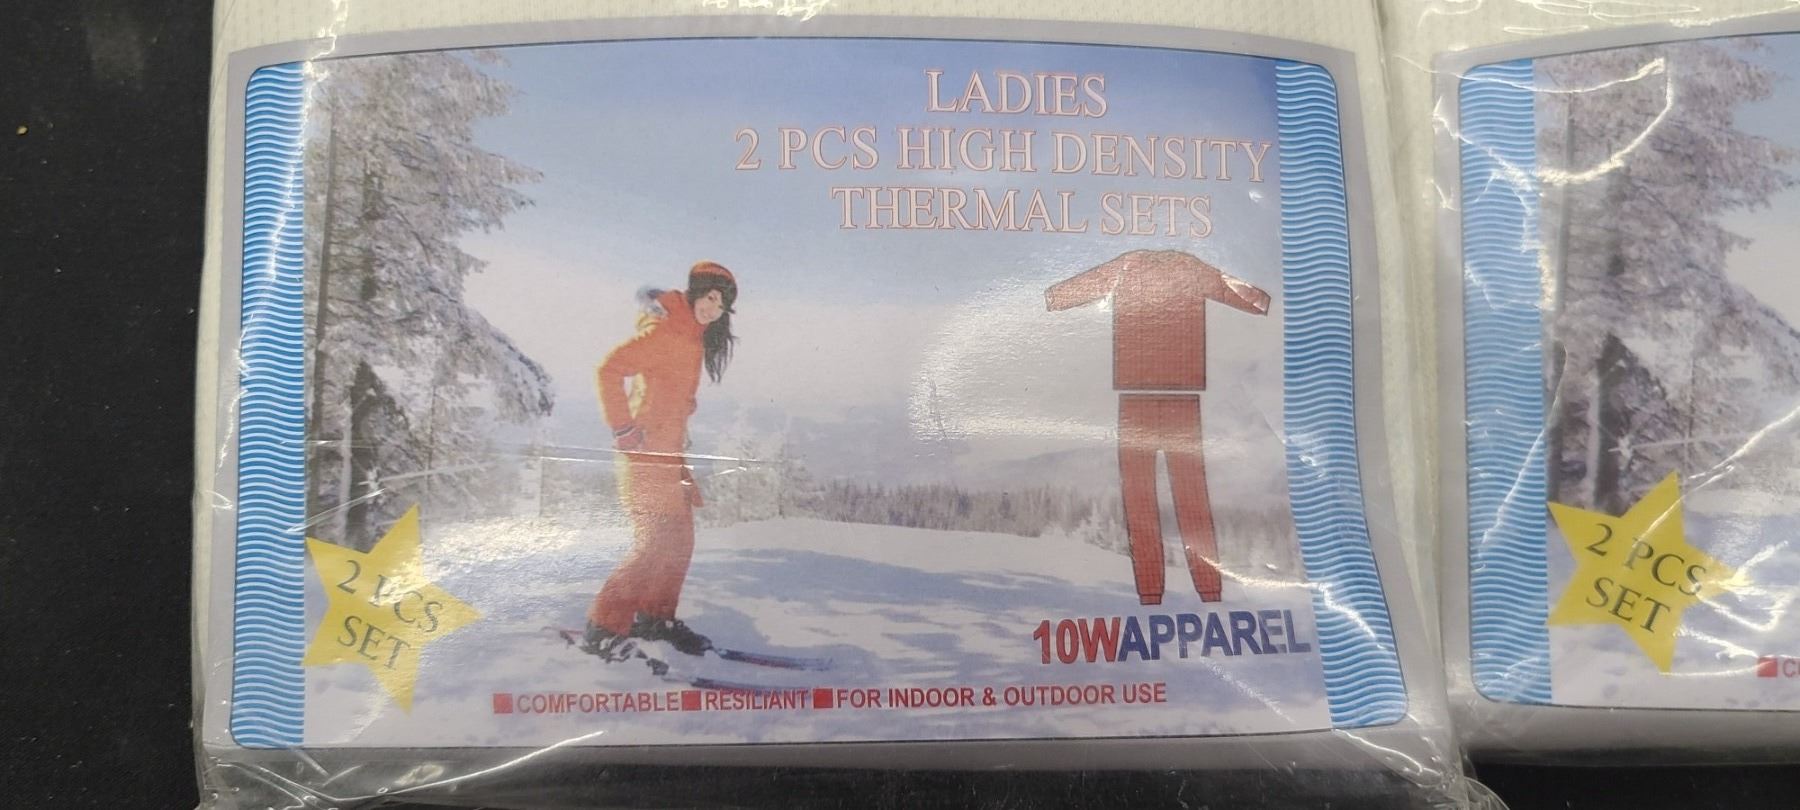 LADIES
2 PCS HIGH DENSITY
THERMAL SETS
2 PCS
SET
10WAPPAREL
COMFORTABLE RESILIANT FOR INDOOR & OUTDOOR USE
2 PCS
SET